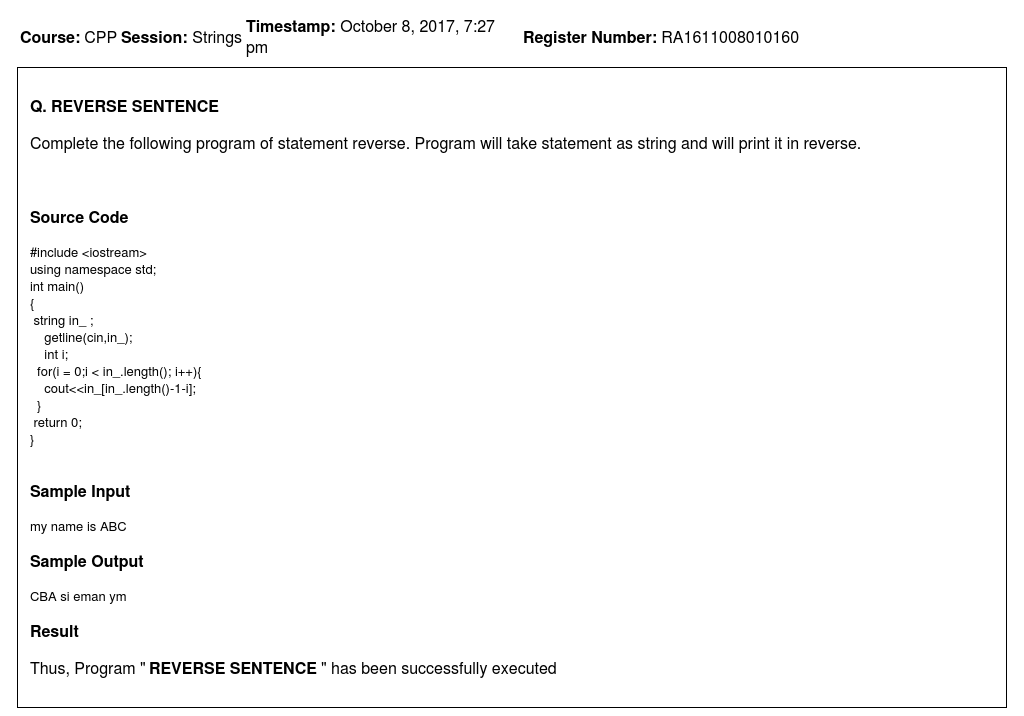 Course: CPP Session: Strings Timestamp: October 8, 2017, 7:27 pm Register Number: RA1611008010160
Q. REVERSE SENTENCE
Complete the following program of statement reverse. Program will take statement as string and will print it in reverse.
Source Code
#include <iostream>
using namespace std;
int main()
{
 string in_ ;
    getline(cin,in_);
    int i;
  for(i = 0;i < in_.length(); i++){
    cout<<in_[in_.length()-1-i];
  }
 return 0;
}
Sample Input
my name is ABC
Sample Output
CBA si eman ym
Result
Thus, Program " REVERSE SENTENCE " has been successfully executed